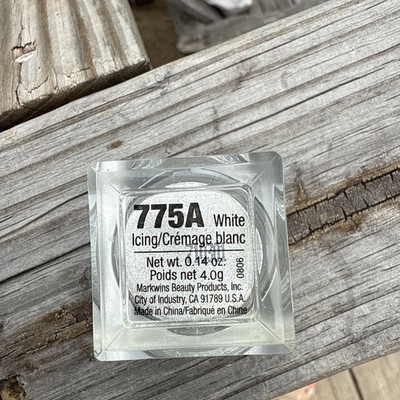 775A White
Icing/Crémage blanc
Net wt. 0.14 oz.
Poids net 4.0g
Markwins Beauty Products, Inc.
City of Industry, CA 91789 U.S.A.
Made in China/Fabriqué en Chine
0806